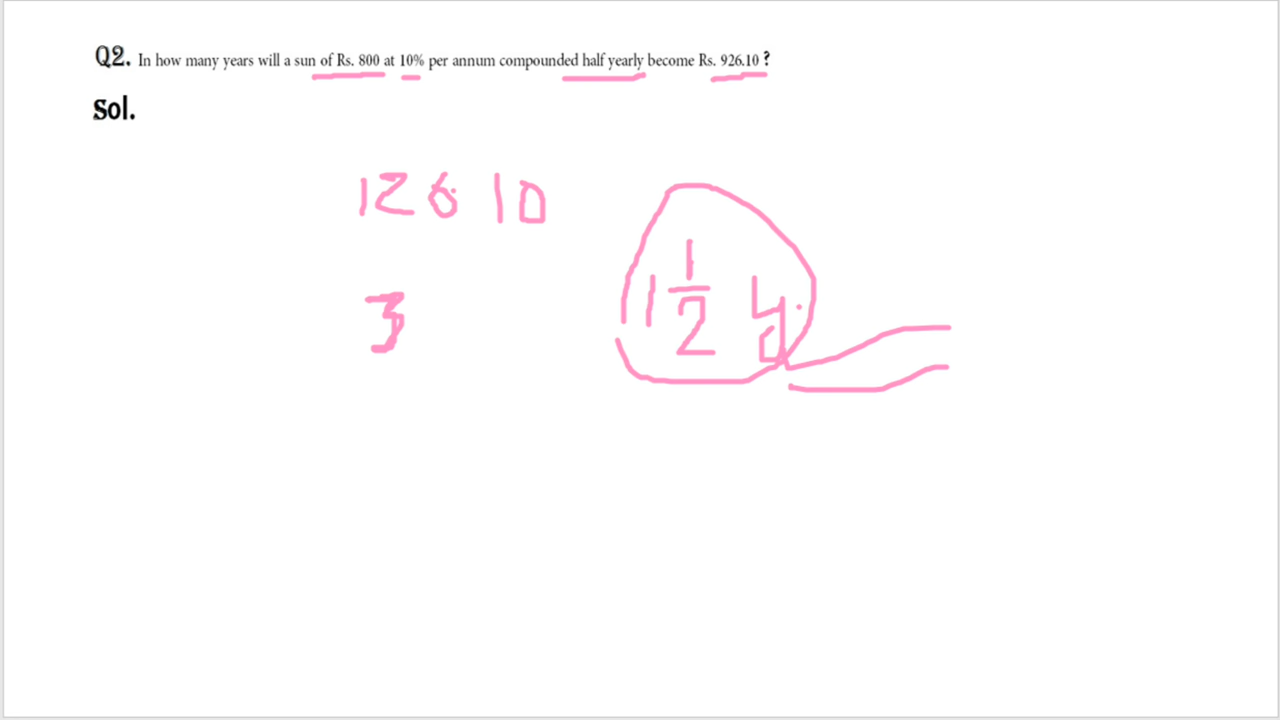 Q2. In how many years will a sun of Rs. 800 at 10% per annum compounded half yearly become Rs. 926.10 ?
Sol.
126 10
1 1/2 y
3